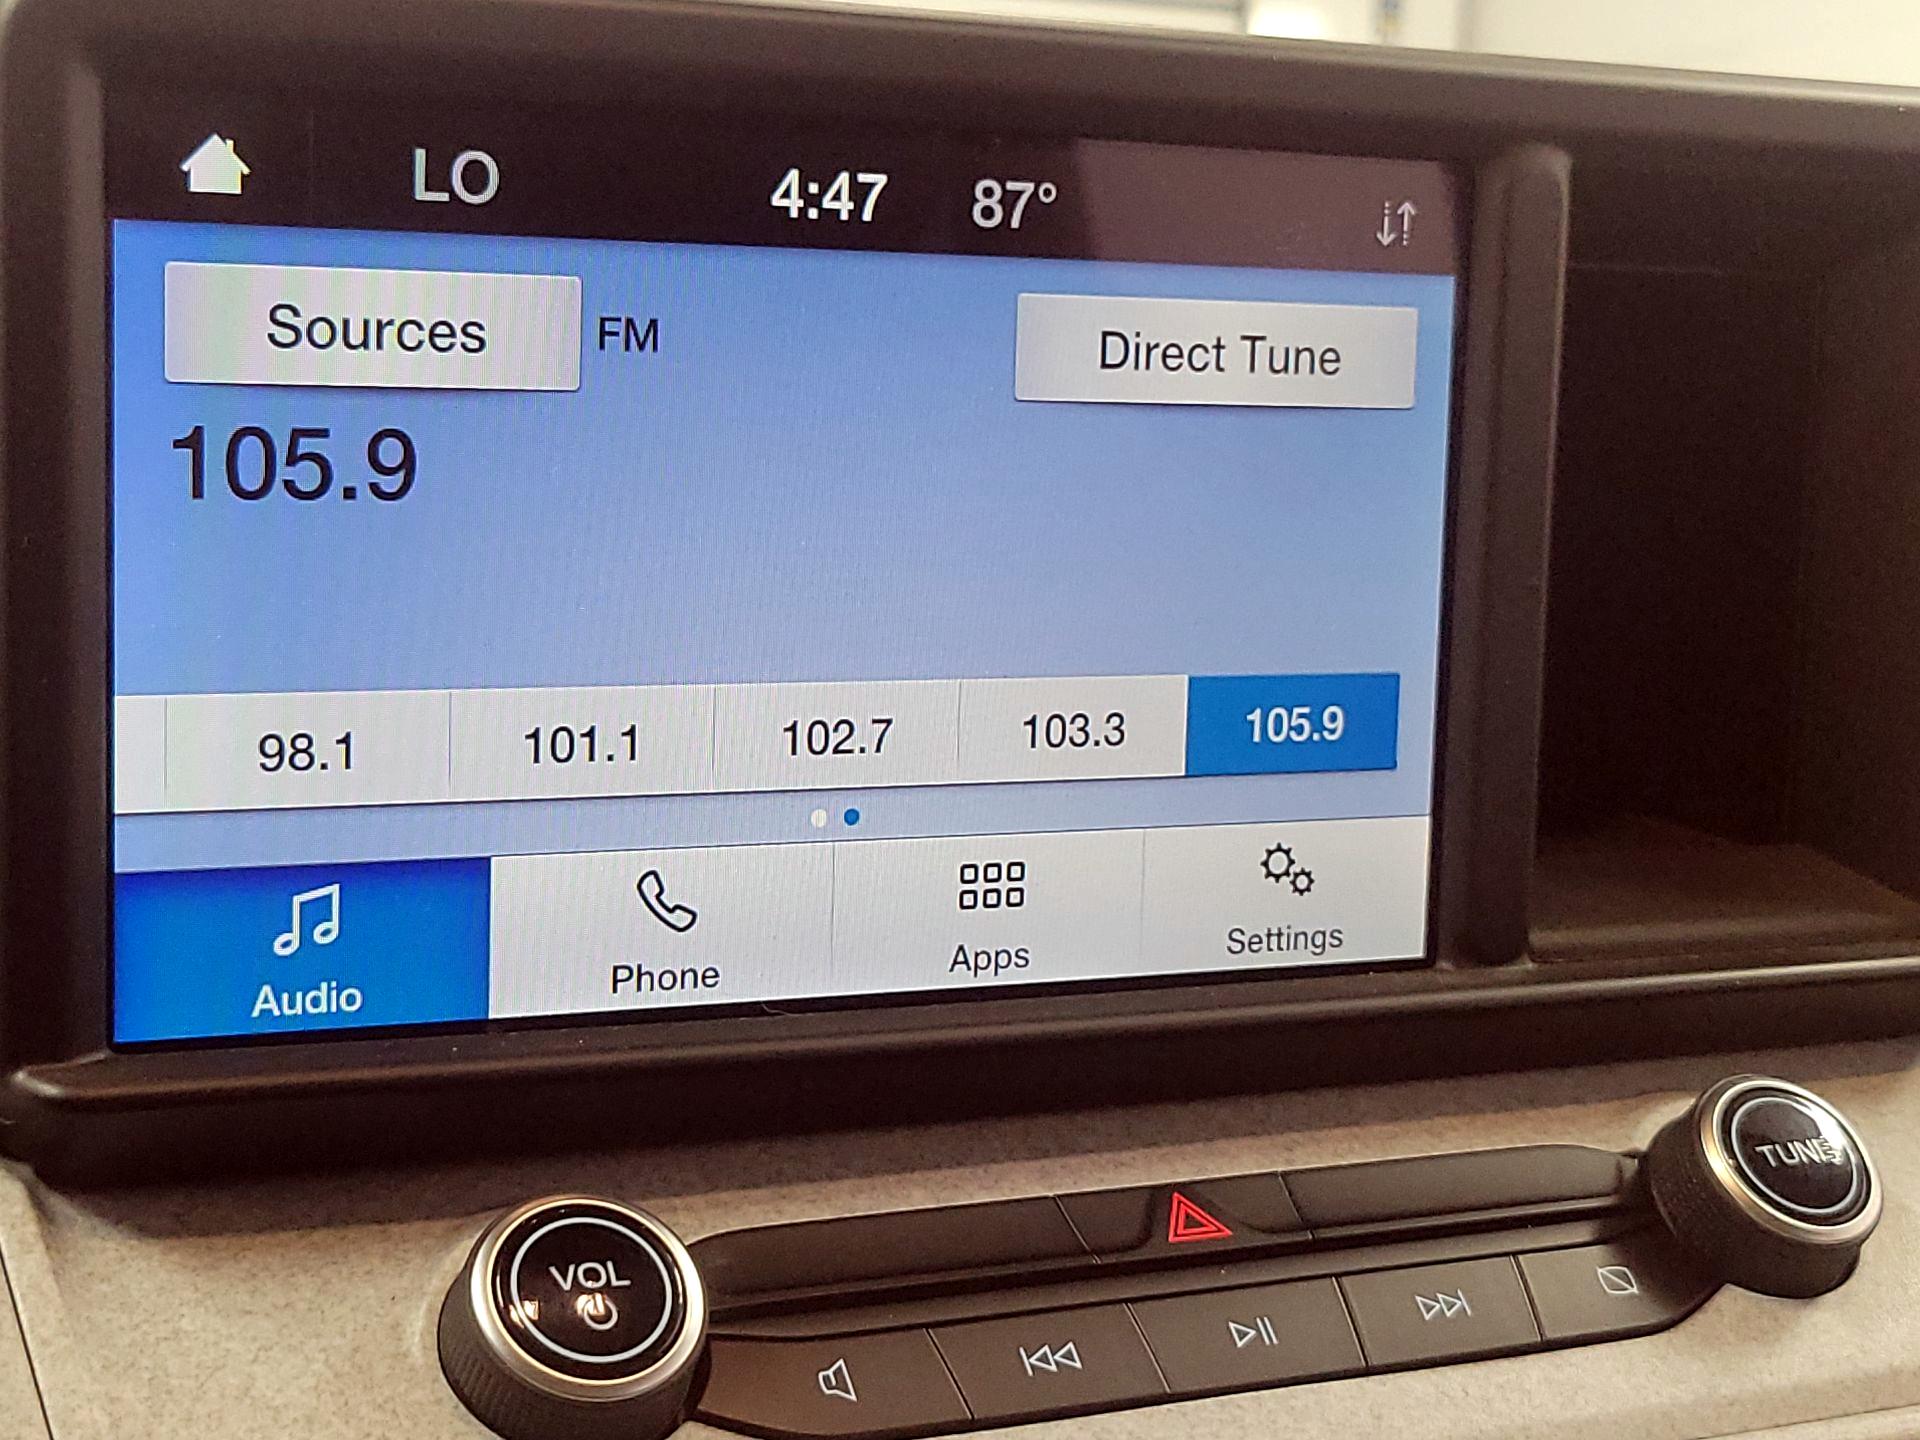 LO 4:47 87°
Sources FM Direct Tune
105.9
98.1 101.1 102.7 103.3 105.9
Audio Phone Apps Settings
TUNE
VOL